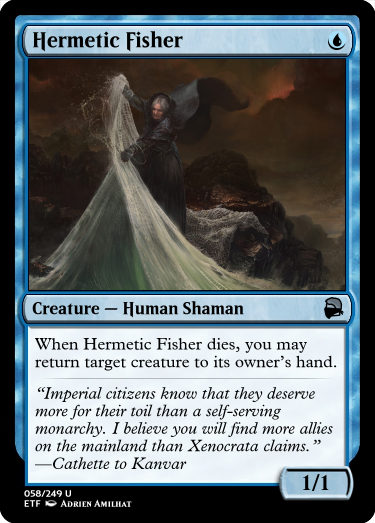 Hermetic Fisher
Creature — Human Shaman
When Hermetic Fisher dies, you may
return target creature to its owner's hand.
“Imperial citizens know that they deserve
more for their toil than a self-serving
monarchy. I believe you will find more allies
on the mainland than Xenocrata claims.”
—Cathette to Kanvar
1/1
058/249 U
ETF Adrien Amilhat